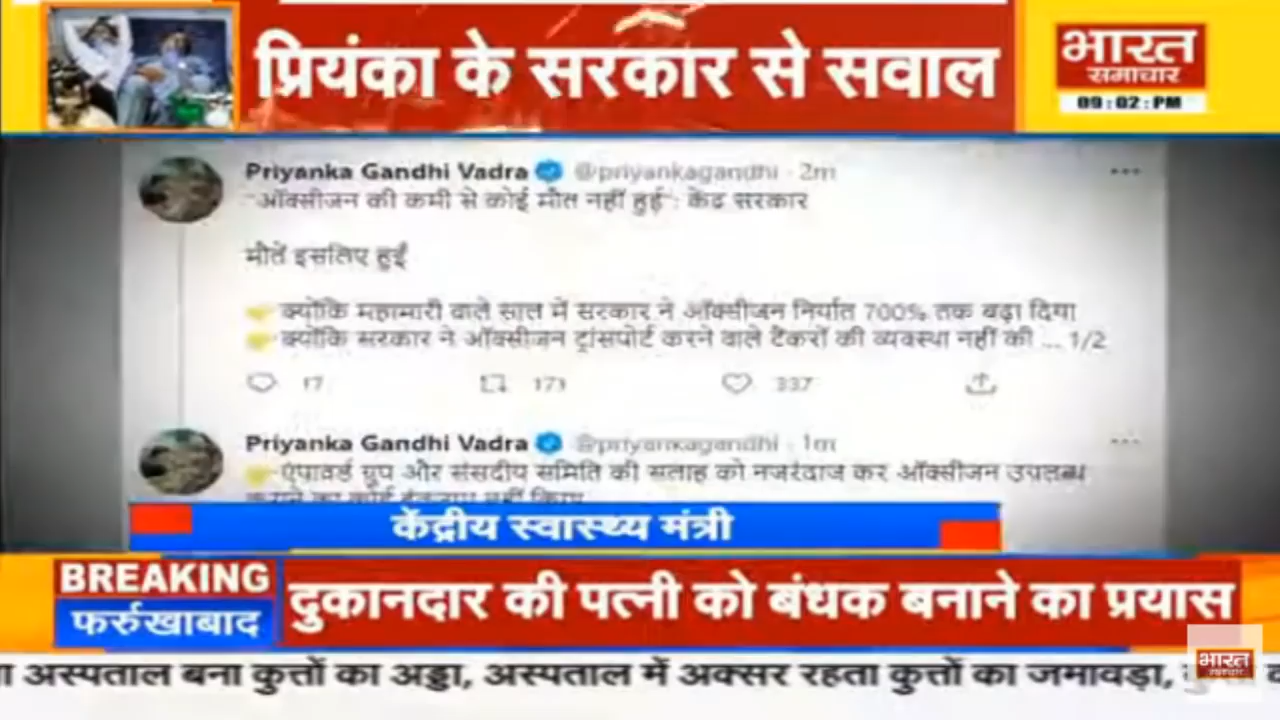 प्रियंका के सरकार से सवाल
भारत
समाचार
09:02:PM
Priyanka Gandhi Vadra @priyankagandhi · 2m
"ऑक्सीजन की कमी से कोई मौत नहीं हुई": केंद्र सरकार
मौतें इसलिए हुईं
👉क्योंकि महामारी वाले साल में सरकार ने ऑक्सीजन निर्यात 700% तक बढ़ा दिया
👉क्योंकि सरकार ने ऑक्सीजन ट्रांसपोर्ट करने वाले टैंकरों की व्यवस्था नहीं की ... 1/2
17 171 337
Priyanka Gandhi Vadra @priyankagandhi · 1m
👉एंपावर्ड ग्रुप और संसदीय समिति की सलाह को नजरंदाज कर ऑक्सीजन उपलब्ध
केंद्रीय स्वास्थ्य मंत्री
BREAKING
फर्रुखाबाद
दुकानदार की पत्नी को बंधक बनाने का प्रयास
अस्पताल बना कुत्तों का अड्डा, अस्पताल में अक्सर रहता कुत्तों का जमावड़ा,
भारत
समाचार